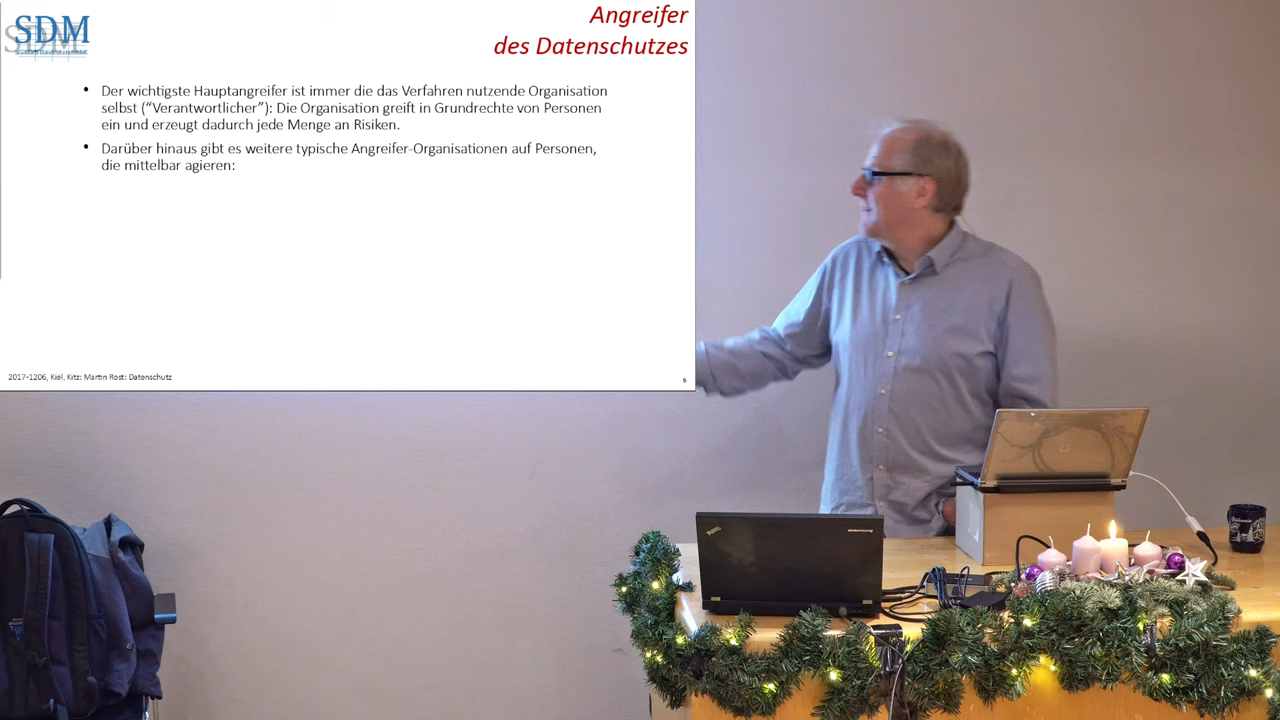 SDM
Angreifer
des Datenschutzes
• Der wichtigste Hauptangreifer ist immer die das Verfahren nutzende Organisation
selbst (“Verantwortlicher”): Die Organisation greift in Grundrechte von Personen
ein und erzeugt dadurch jede Menge an Risiken.
• Darüber hinaus gibt es weitere typische Angreifer-Organisationen auf Personen,
die mittelbar agieren:
2017-1206, Kiel, Kitz: Martin Rost: Datenschutz
6
ThinkPad